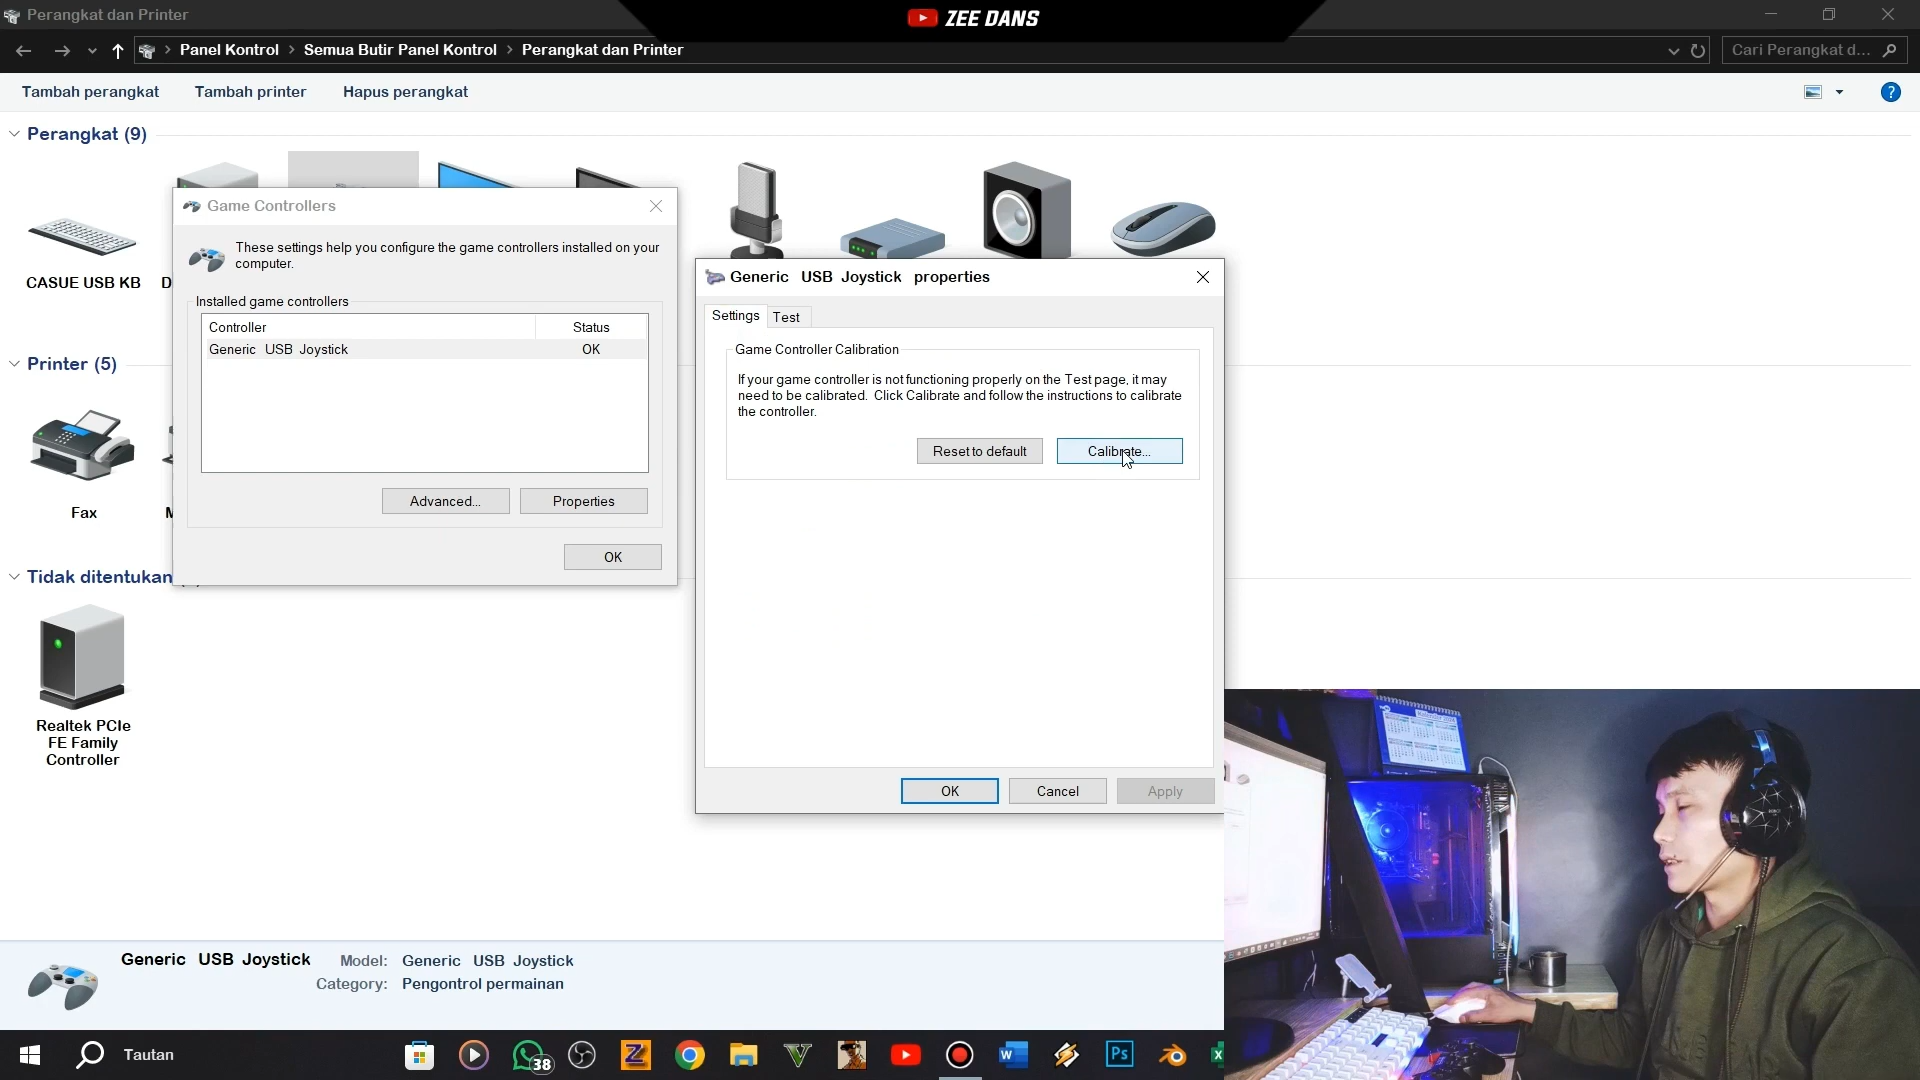 Perangkat dan Printer
ZEE DANS
Panel Kontrol > Semua Butir Panel Kontrol > Perangkat dan Printer
Cari Perangkat d...
Tambah perangkat
Tambah printer
Hapus perangkat
?
Perangkat (9)
CASUE USB KB
D
Game Controllers
These settings help you configure the game controllers installed on your
computer.
Installed game controllers
Controller
Status
Generic USB Joystick
OK
Advanced...
Properties
OK
Generic USB Joystick properties
Settings
Test
Game Controller Calibration
If your game controller is not functioning properly on the Test page, it may
need to be calibrated. Click Calibrate and follow the instructions to calibrate
the controller.
Reset to default
Calibrate...
OK
Cancel
Apply
Printer (5)
Fax
M
Tidak ditentukan
Realtek PCIe
FE Family
Controller
Generic USB Joystick
Model: Generic USB Joystick
Category: Pengontrol permainan
Tautan
38
Z
V
W
Ps
X